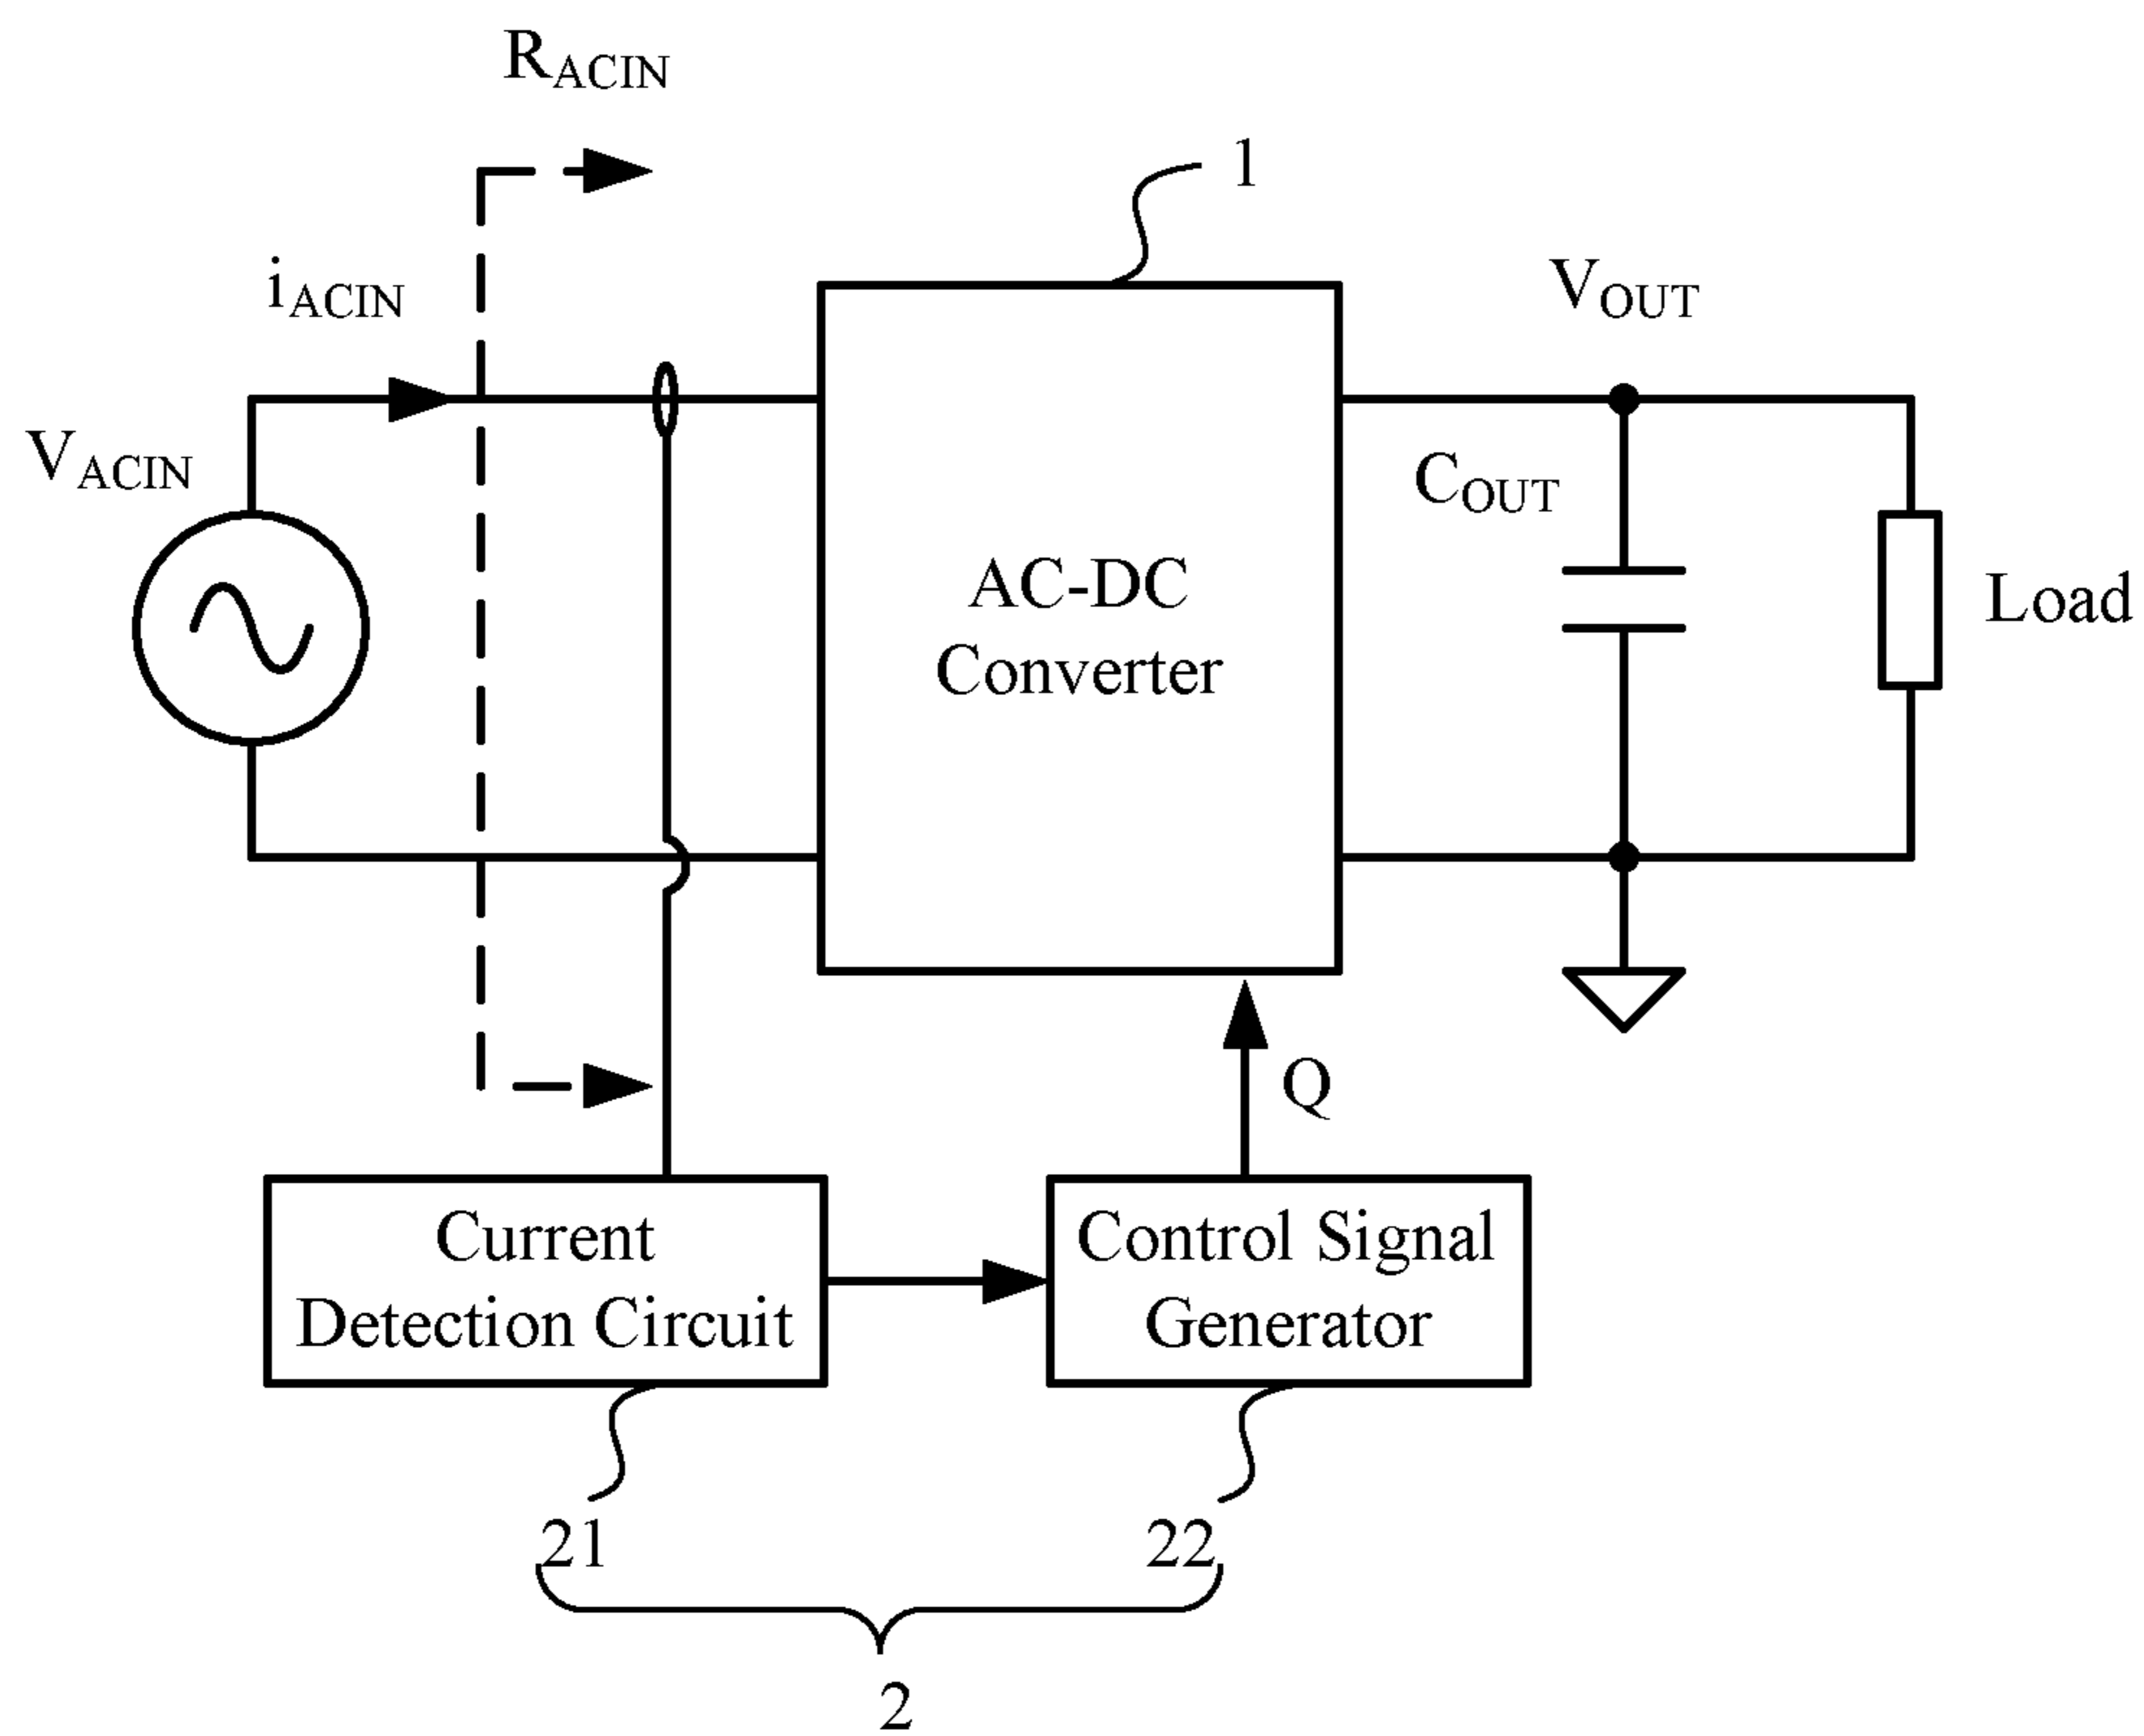 RACIN
1
iACIN
VOUT
VACIN
COUT
AC-DC
Converter
Load
Q
Current
Detection Circuit
Control Signal
Generator
21
22
2